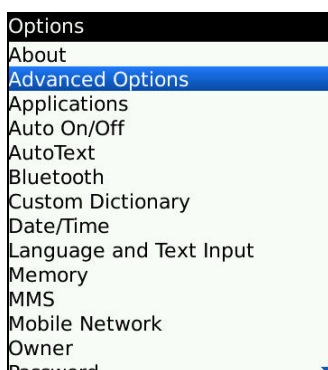 Options
About
Advanced Options
Applications
Auto On/Off
AutoText
Bluetooth
Custom Dictionary
Date/Time
Language and Text Input
Memory
MMS
Mobile Network
Owner
Password